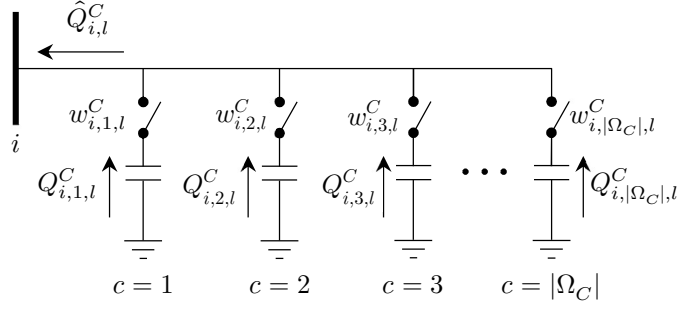 Q̂^C_{i,l}
w^C_{i,1,l} w^C_{i,2,l} w^C_{i,3,l} w^C_{i,|Ω_C|,l}
i
Q^C_{i,1,l} Q^C_{i,2,l} Q^C_{i,3,l} ••• Q^C_{i,|Ω_C|,l}
c = 1 c = 2 c = 3 c = |Ω_C|